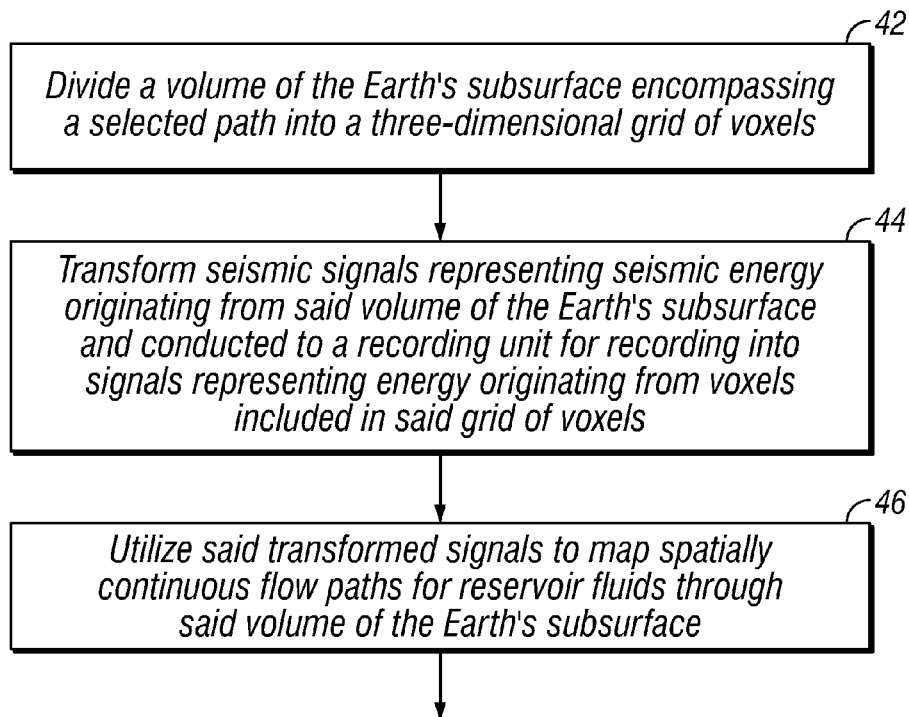 42
Divide a volume of the Earth's subsurface encompassing
a selected path into a three-dimensional grid of voxels
44
Transform seismic signals representing seismic energy
originating from said volume of the Earth's subsurface
and conducted to a recording unit for recording into
signals representing energy originating from voxels
included in said grid of voxels
46
Utilize said transformed signals to map spatially
continuous flow paths for reservoir fluids through
said volume of the Earth's subsurface